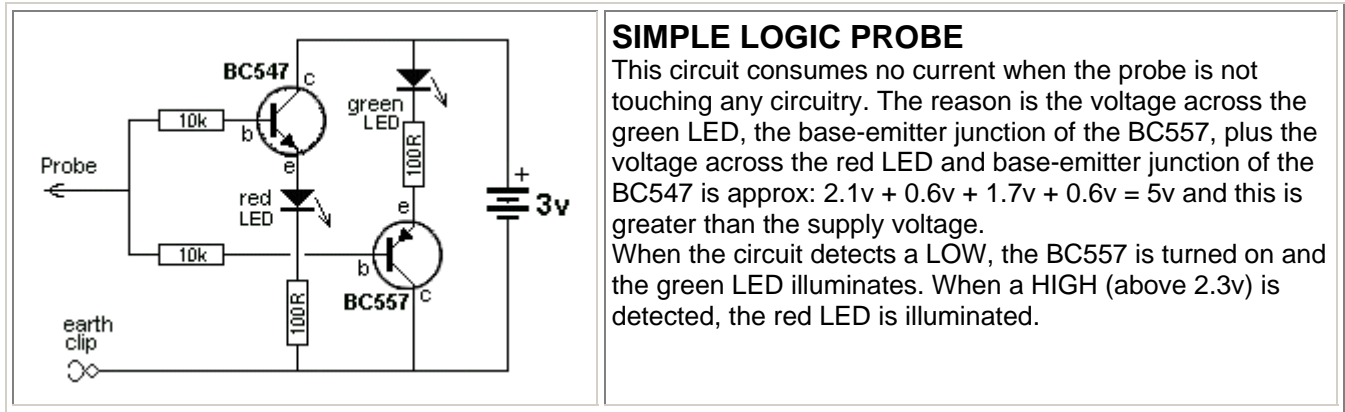 BC547
c
green
LED
10k
b
Probe
e
100R
red
LED
+
3v
e
10k
b
BC557
c
100R
earth
clip
SIMPLE LOGIC PROBE
This circuit consumes no current when the probe is not
touching any circuitry. The reason is the voltage across the
green LED, the base-emitter junction of the BC557, plus the
voltage across the red LED and base-emitter junction of the
BC547 is approx: 2.1v + 0.6v + 1.7v + 0.6v = 5v and this is
greater than the supply voltage.
When the circuit detects a LOW, the BC557 is turned on and
the green LED illuminates. When a HIGH (above 2.3v) is
detected, the red LED is illuminated.